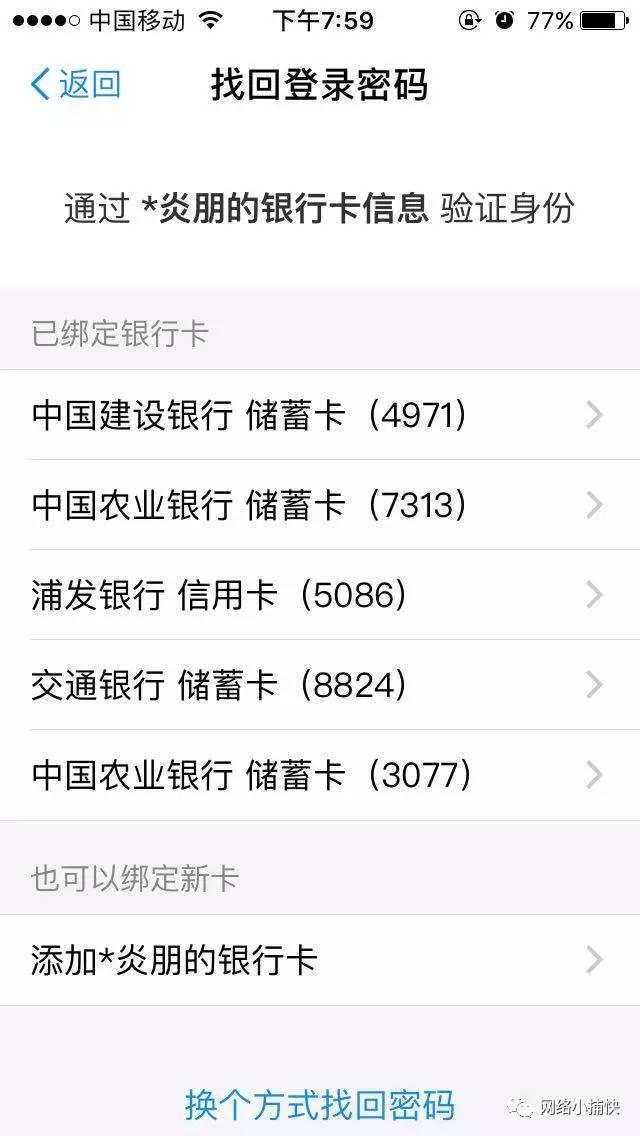 中国移动 下午7:59 77%
返回 找回登录密码
通过 *炎朋的银行卡信息 验证身份
已绑定银行卡
中国建设银行 储蓄卡（4971）
中国农业银行 储蓄卡（7313）
浦发银行 信用卡（5086）
交通银行 储蓄卡（8824）
中国农业银行 储蓄卡（3077）
也可以绑定新卡
添加*炎朋的银行卡
换个方式找回密码
网络小捕快